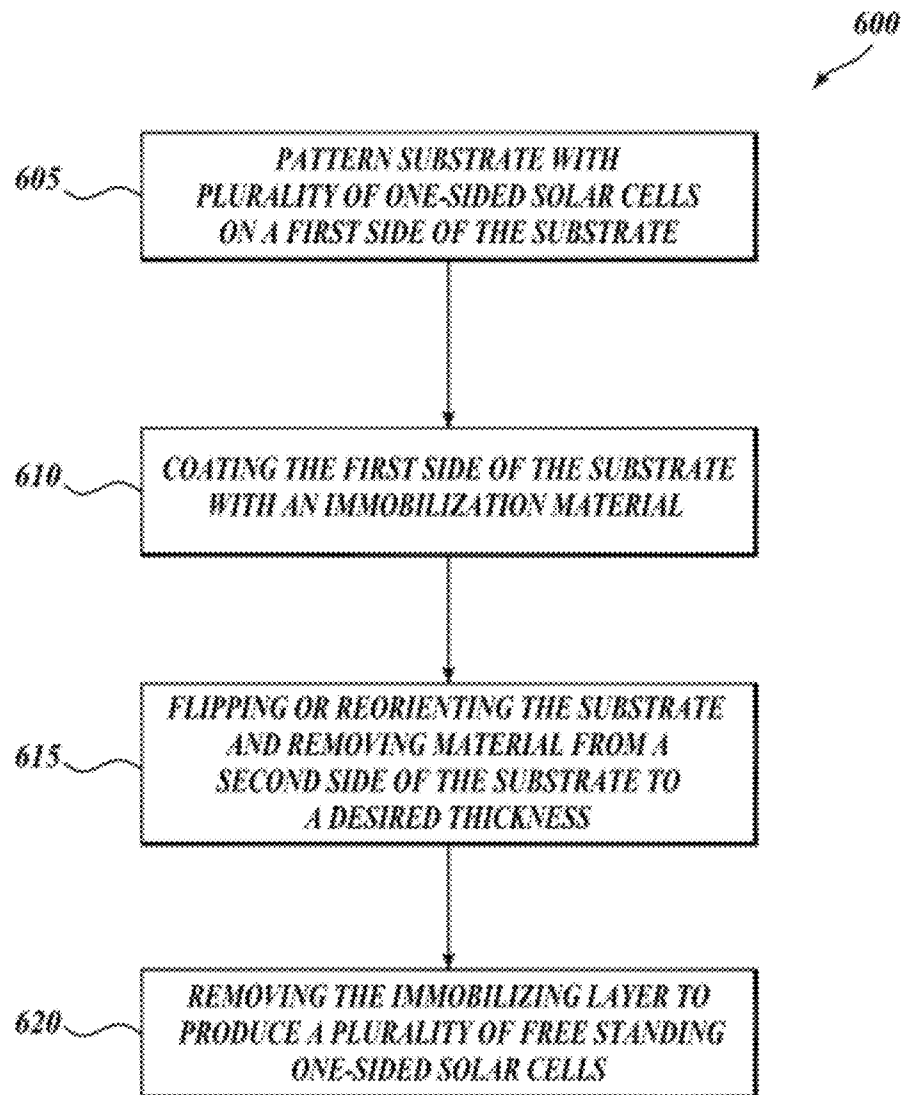 600
605
PATTERN SUBSTRATE WITH
PLURALITY OF ONE-SIDED SOLAR CELLS
ON A FIRST SIDE OF THE SUBSTRATE
610
COATING THE FIRST SIDE OF THE SUBSTRATE
WITH AN IMMOBILIZATION MATERIAL
615
FLIPPING OR REORIENTING THE SUBSTRATE
AND REMOVING MATERIAL FROM A
SECOND SIDE OF THE SUBSTRATE TO
A DESIRED THICKNESS
620
REMOVING THE IMMOBILIZING LAYER TO
PRODUCE A PLURALITY OF FREE STANDING
ONE-SIDED SOLAR CELLS